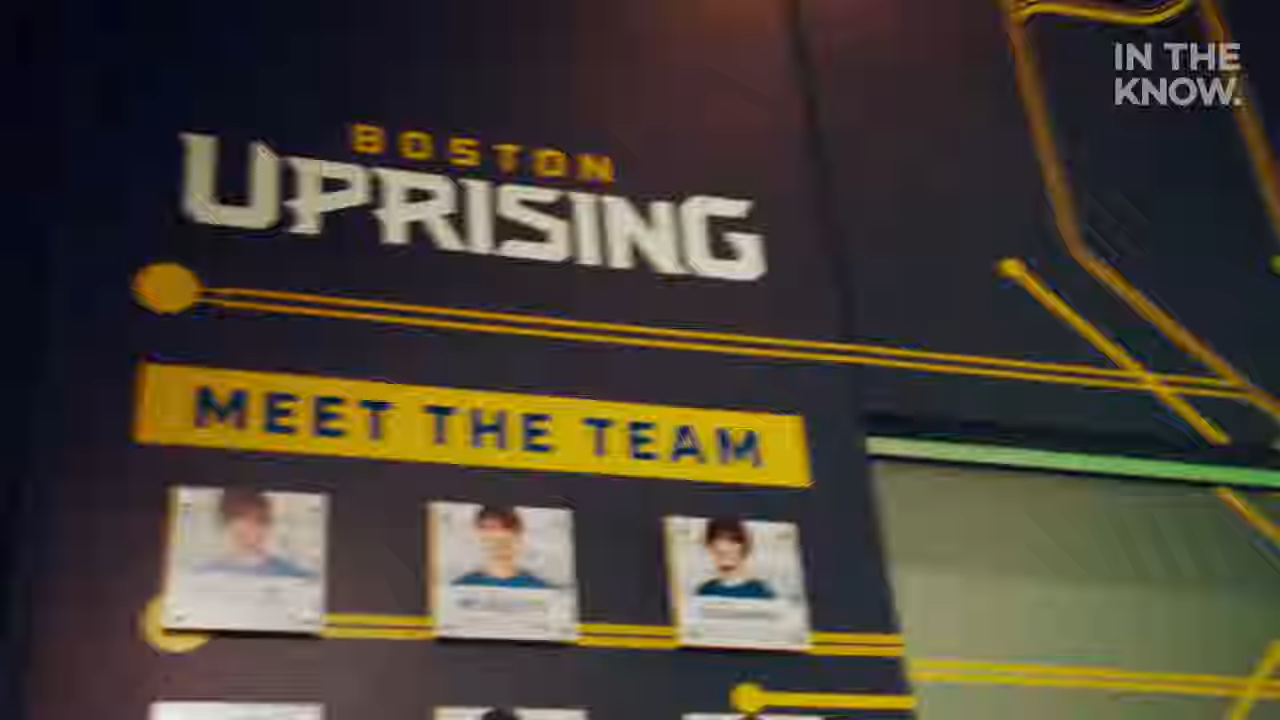 IN THE
KNOW.
BOSTON
UPRISING
MEET THE TEAM